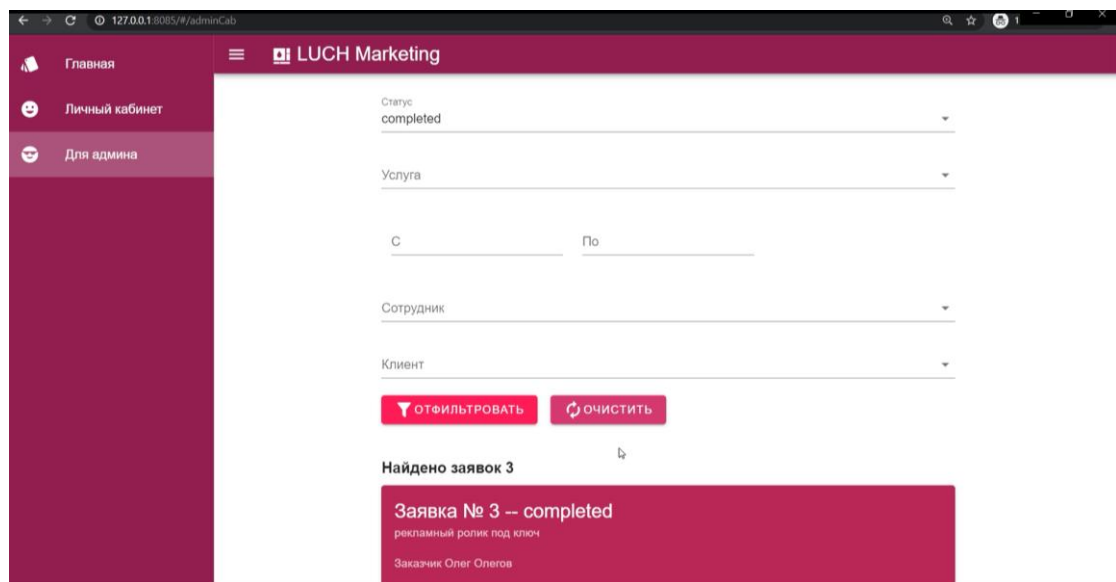 127.0.0.1:8085/#/adminCab
1
LUCH Marketing
Главная
Личный кабинет
Для админа
Статус
completed
Услуга
С По
Сотрудник
Клиент
ОТФИЛЬТРОВАТЬ ОЧИСТИТЬ
Найдено заявок 3
Заявка № 3 -- completed
рекламный ролик под ключ
Заказчик Олег Олегов